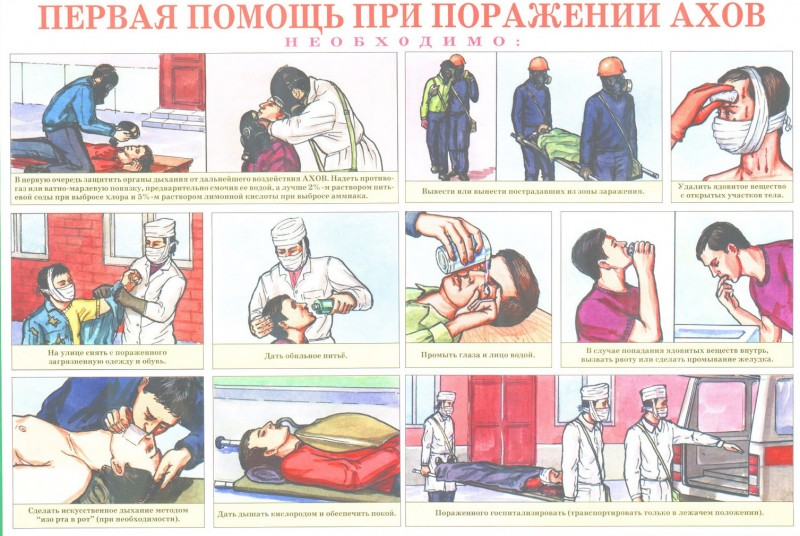 ПЕРВАЯ ПОМОЩЬ ПРИ ПОРАЖЕНИИ АХОВ
НЕОБХОДИМО:
В первую очередь защитить органы дыхания от дальнейшего воздействия АХОВ. Надеть противо-
газ или ватно-марлевую повязку, предварительно смочив ее водой, а лучше 2%-м раствором пить-
евой соды при выбросе хлора и 5%-м раствором лимонной кислоты при выбросе аммиака.
Вывести или вынести пострадавших из зоны заражения.
Удалить ядовитое вещество
с открытых участков тела.
На улице снять с пораженного
загрязненную одежду и обувь.
Дать обильное питьё.
Промыть глаза и лицо водой.
В случае попадания ядовитых веществ внутрь,
вызвать рвоту или сделать промывание желудка.
Сделать искусственное дыхание методом
"изо рта в рот" (при необходимости).
Дать дышать кислородом и обеспечить покой.
Пораженного госпитализировать (транспортировать только в лежачем положении).